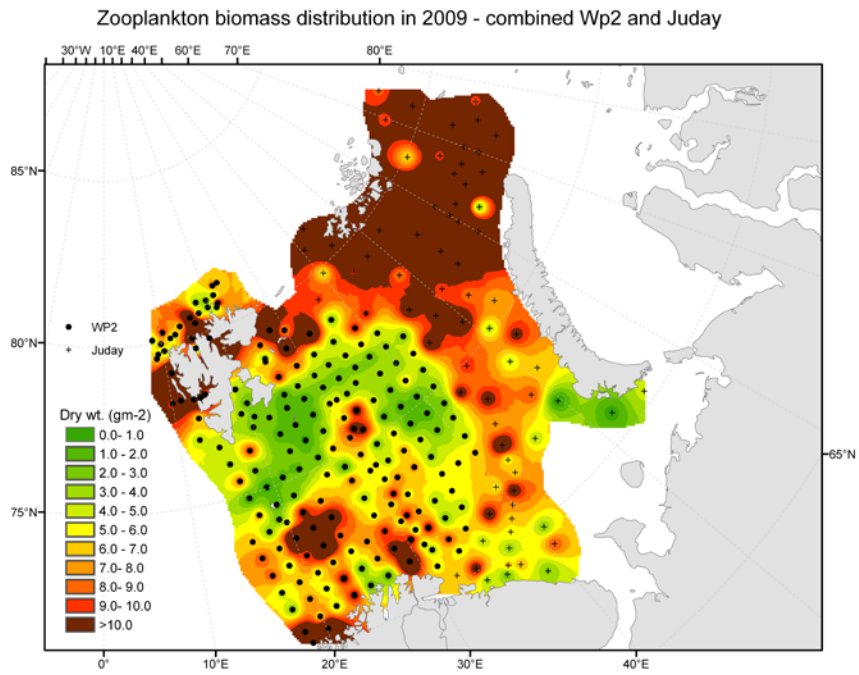 Zooplankton biomass distribution in 2009 - combined Wp2 and Juday
30°W 10°E 40°E 60°E 70°E 80°E
85°N
WP2
80°N
Juday
Dry wt. (gm-2)
0.0- 1.0
1.0 - 2.0
2.0 - 3.0
65°N
3.0 - 4.0
4.0 - 5.0
75°N
5.0 - 6.0
6.0 - 7.0
7.0- 8.0
8.0- 9.0
9.0- 10.0
>10.0
0° 10°E 20°E 30°E 40°E